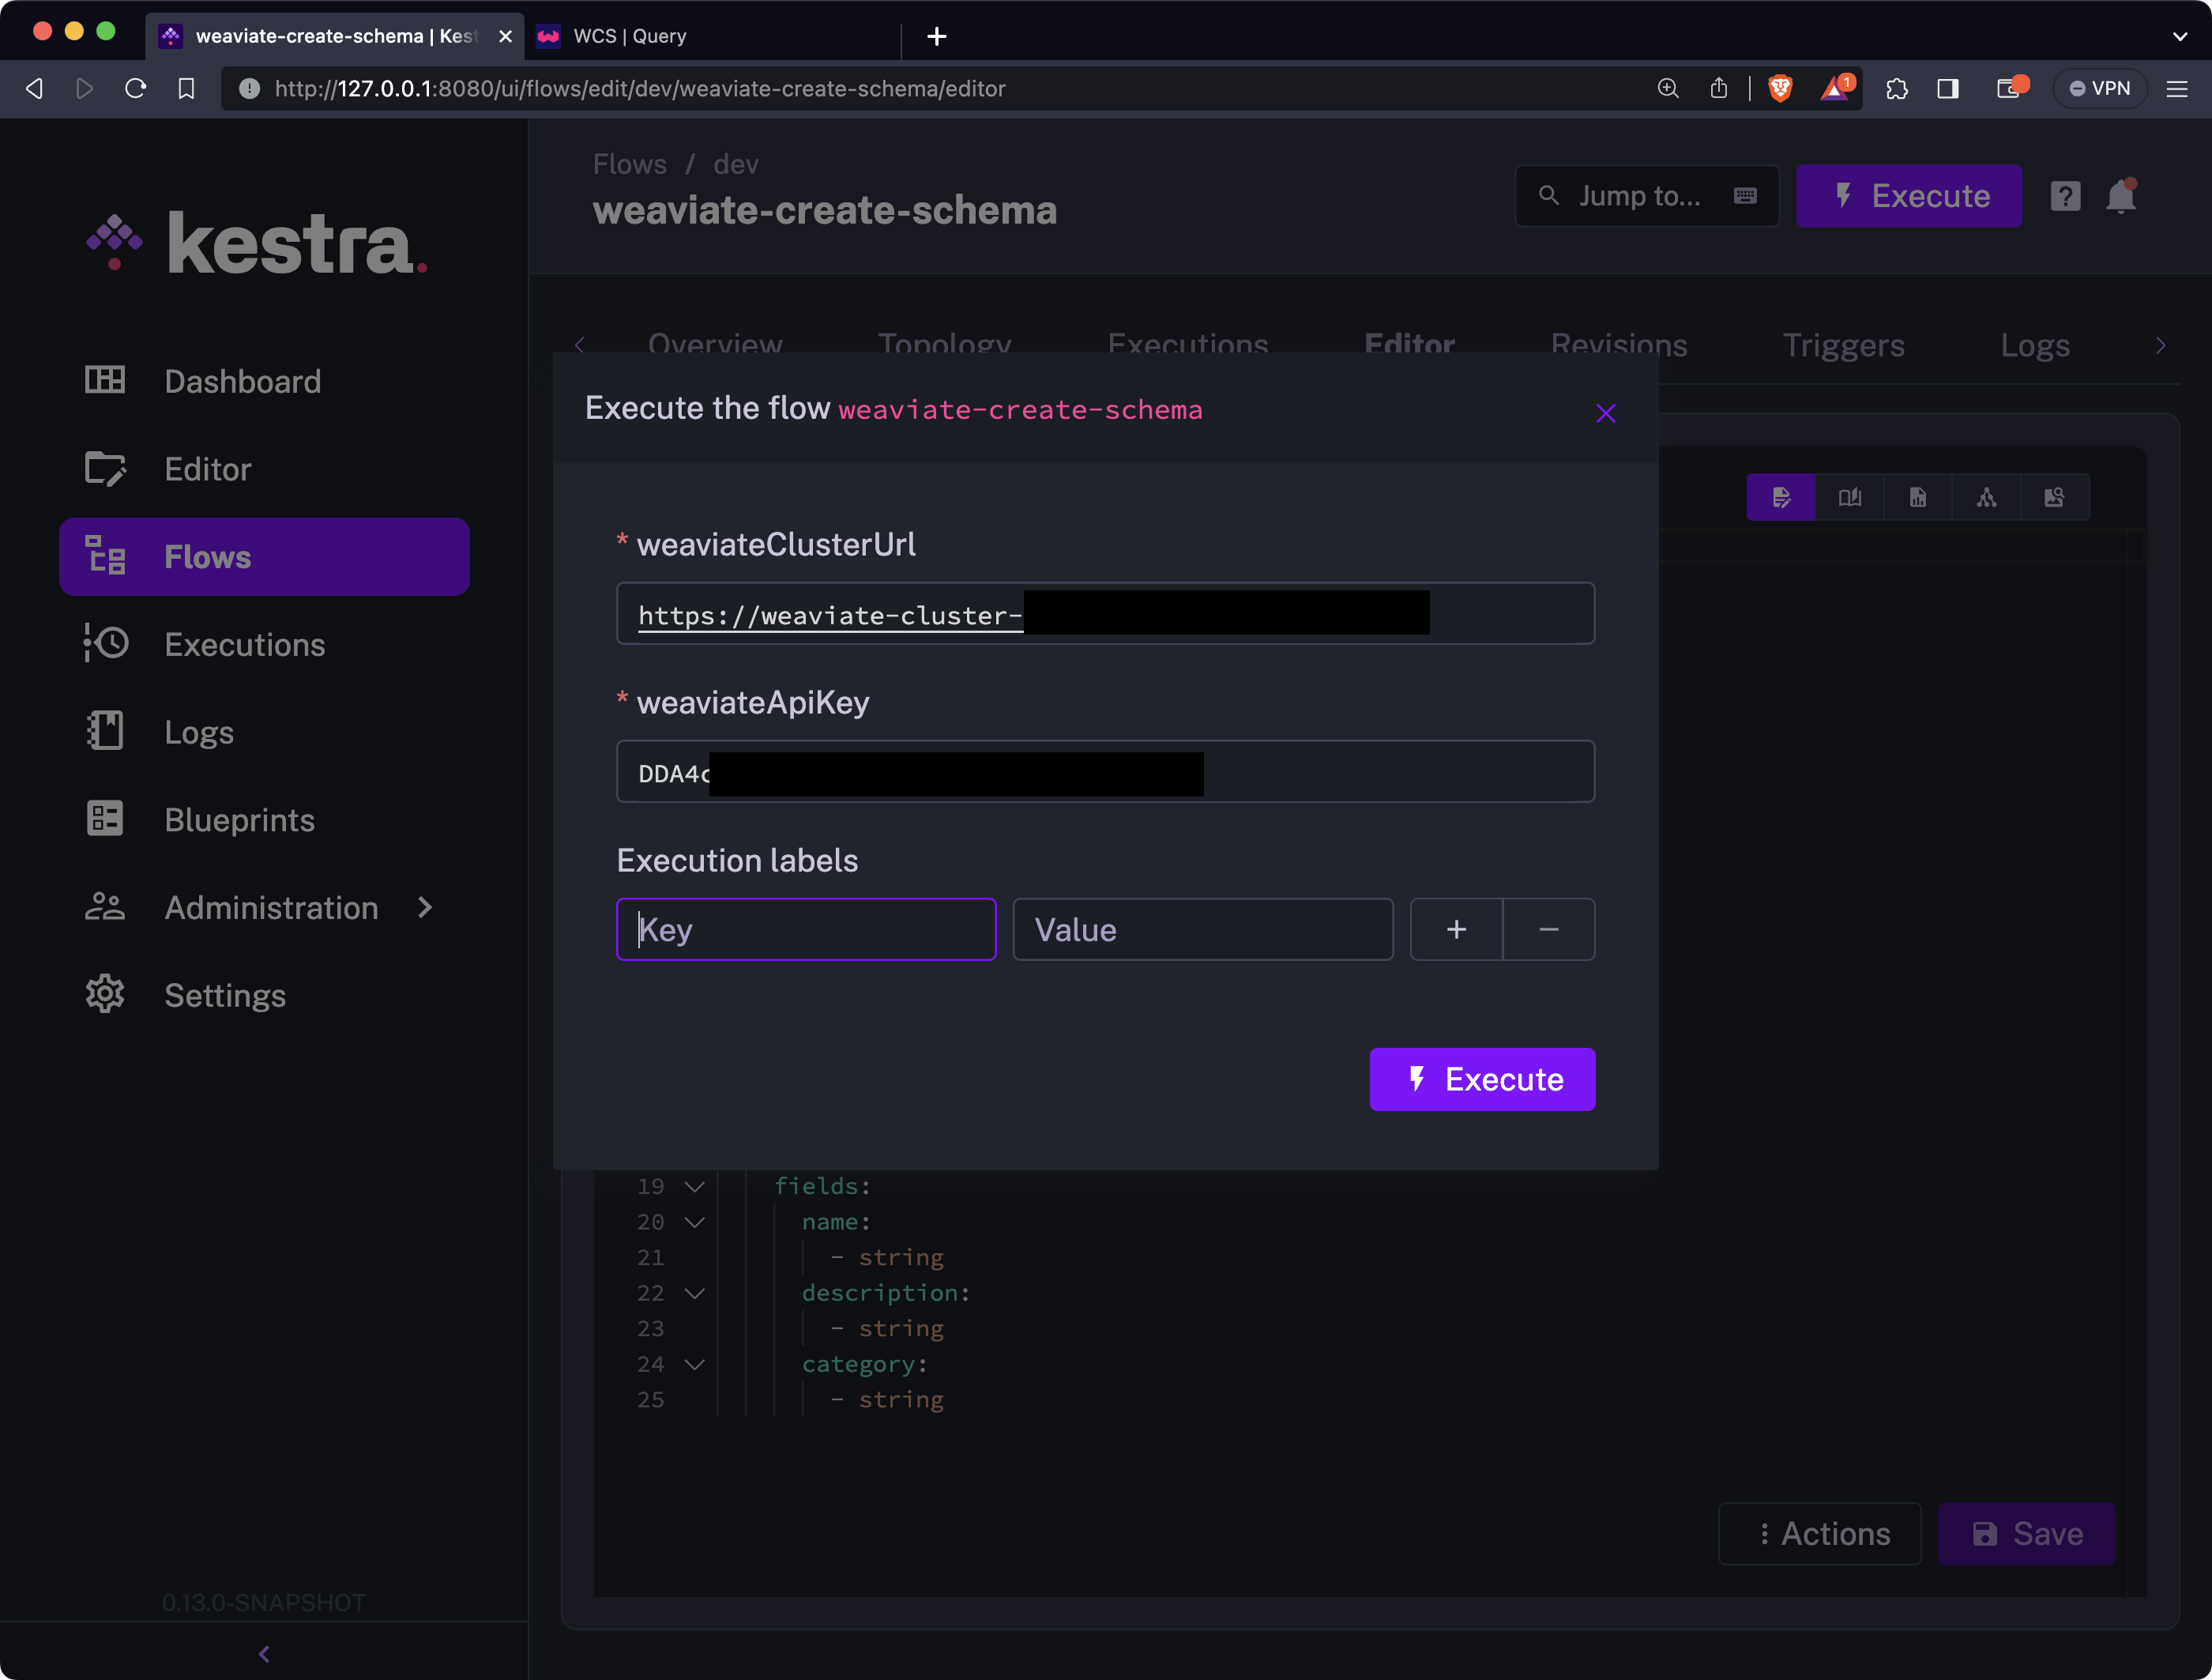 weaviate-create-schema | Kest
WCS | Query
http://127.0.0.1:8080/ui/flows/edit/dev/weaviate-create-schema/editor
1
VPN
kestra.
Dashboard
Editor
Flows
Executions
Logs
Blueprints
Administration
Settings
0.13.0-SNAPSHOT
Flows / dev
weaviate-create-schema
Jump to...
Execute
Overview Topology Executions Editor Revisions Triggers Logs
Execute the flow weaviate-create-schema
* weaviateClusterUrl
https://weaviate-cluster-
* weaviateApiKey
DDA4c
Execution labels
Key Value + −
Execute
19 fields:
20 name:
21 - string
22 description:
23 - string
24 category:
25 - string
Actions
Save